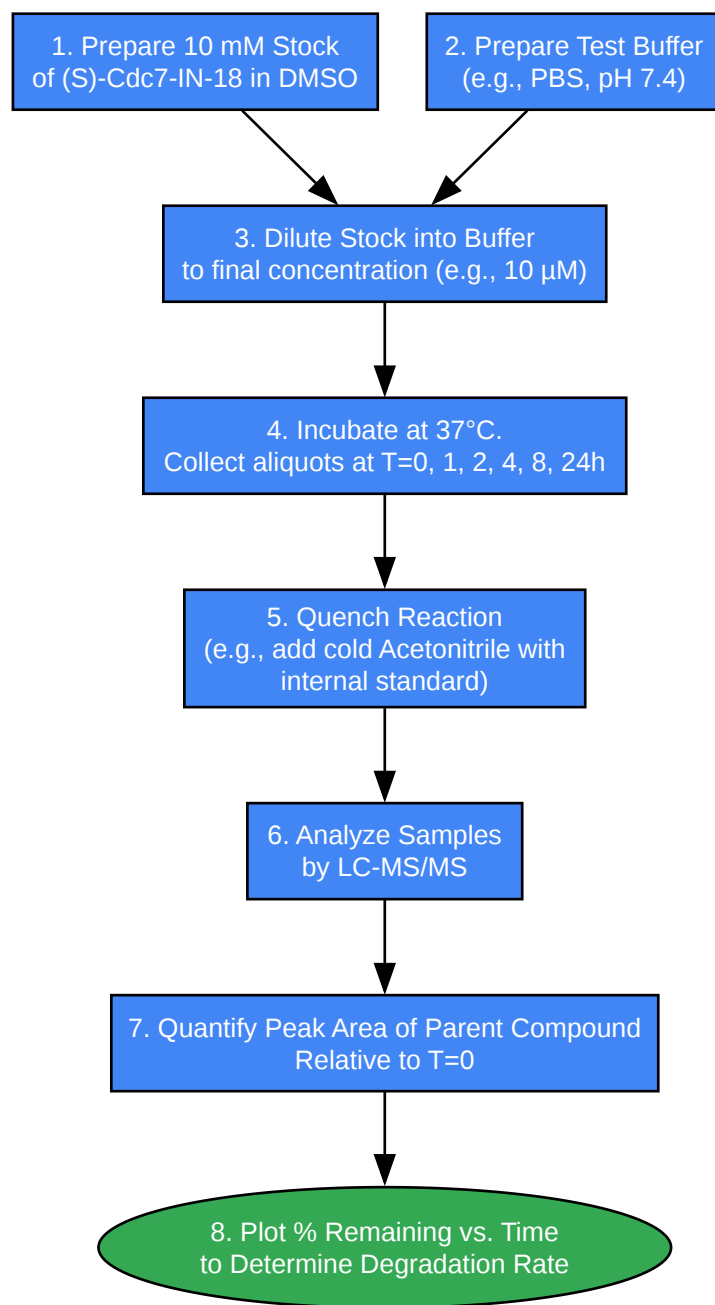 1. Prepare 10 mM Stock
of (S)-Cdc7-IN-18 in DMSO
2. Prepare Test Buffer
(e.g., PBS, pH 7.4)
3. Dilute Stock into Buffer
to final concentration (e.g., 10 µM)
4. Incubate at 37°C.
Collect aliquots at T=0, 1, 2, 4, 8, 24h
5. Quench Reaction
(e.g., add cold Acetonitrile with
internal standard)
6. Analyze Samples
by LC-MS/MS
7. Quantify Peak Area of Parent Compound
Relative to T=0
8. Plot % Remaining vs. Time
to Determine Degradation Rate